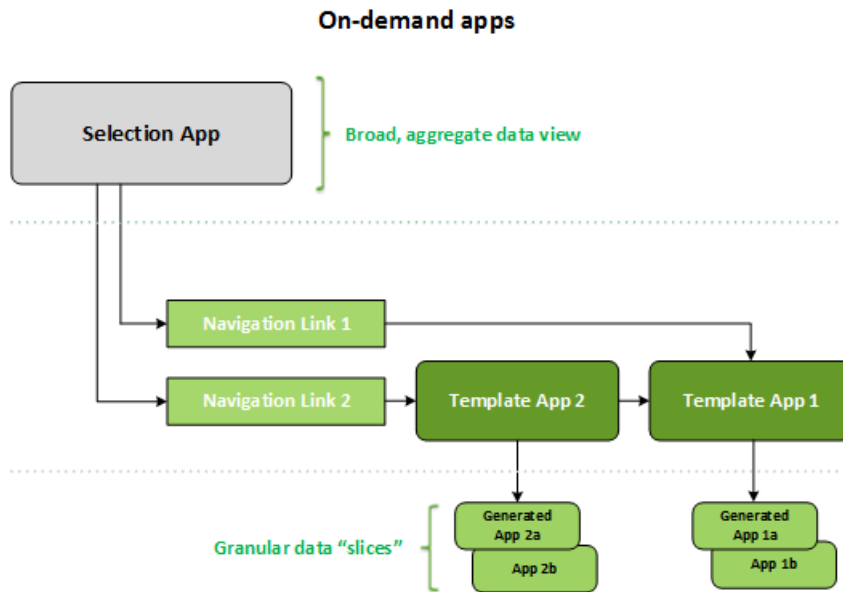 On-demand apps
Selection App
Broad, aggregate data view
Navigation Link 1
Navigation Link 2
Template App 2
Template App 1
Granular data “slices”
Generated
App 2a
App 2b
Generated
App 1a
App 1b